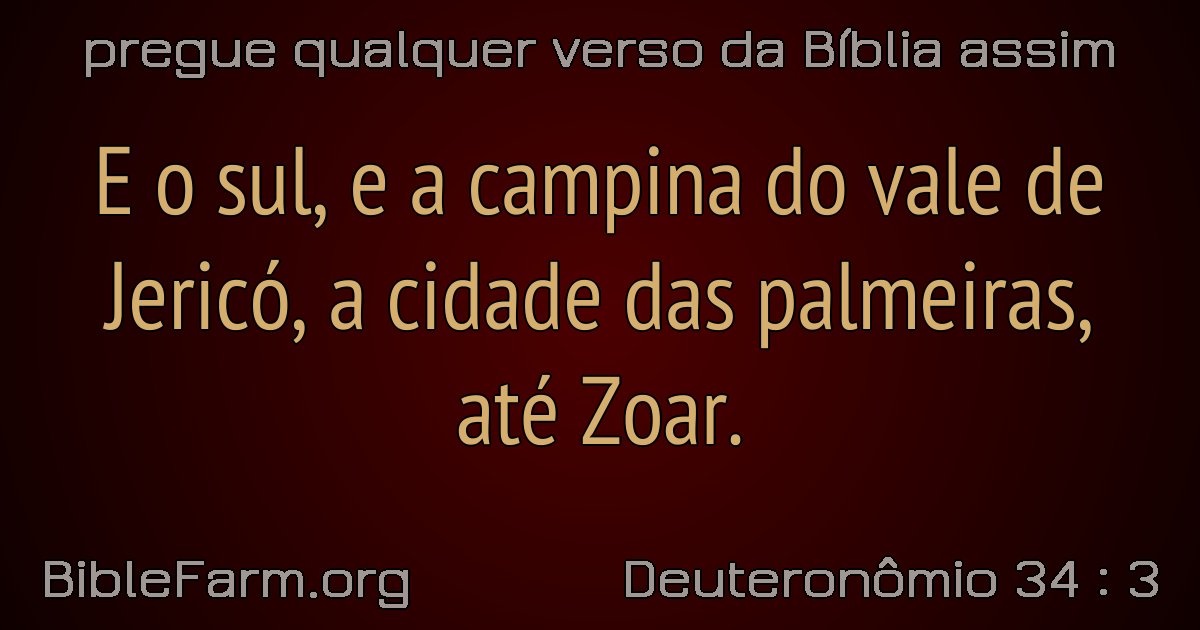 pregue qualquer verso da Bíblia assim
E o sul, e a campina do vale de
Jericó, a cidade das palmeiras,
até Zoar.
BibleFarm.org
Deuteronômio 34 : 3